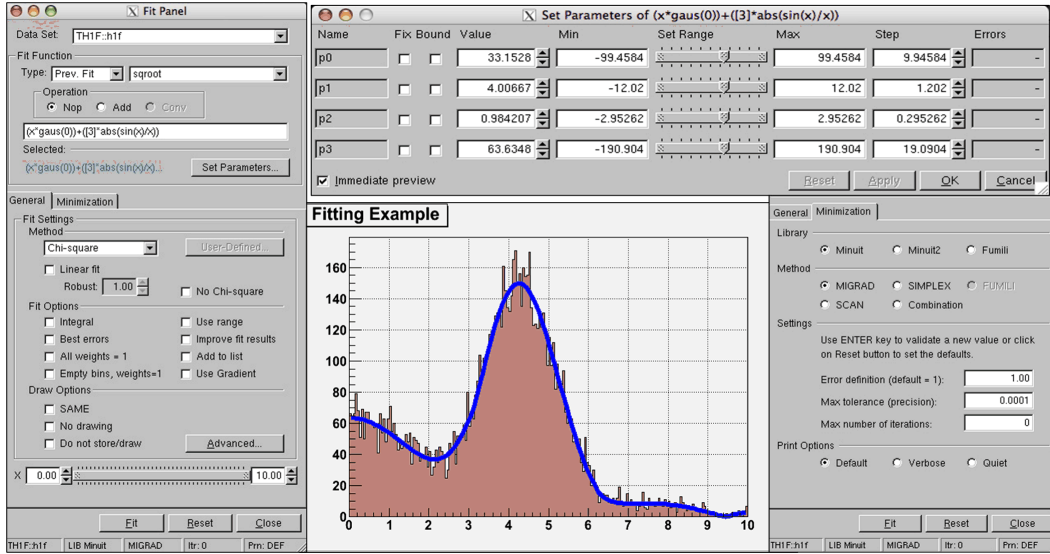 Fit Panel
Data Set: TH1F::h1f
Fit Function
Type: Prev. Fit sqroot
Operation
Nop Add Conv
(x*gaus(0))+([3]*abs(sin(x)/x))
Selected:
(x*gaus(0))+([3]*abs(sin(x)/x)... Set Parameters...
General Minimization
Fit Settings
Method
Chi-square User-Defined...
Linear fit
Robust: 1.00 No Chi-square
Fit Options
Integral Use range
Best errors Improve fit results
All weights = 1 Add to list
Empty bins, weights=1 Use Gradient
Draw Options
SAME
No drawing
Do not store/draw Advanced...
X 0.00 10.00
Fit Reset Close
TH1F::h1f LIB Minuit MIGRAD Itr: 0 Prn: DEF
Set Parameters of (x*gaus(0))+([3]*abs(sin(x)/x))
Name Fix Bound Value Min Set Range Max Step Errors
p0 33.1528 -99.4584 99.4584 9.94584 -
p1 4.00667 -12.02 12.02 1.202 -
p2 0.984207 -2.95262 2.95262 0.295262 -
p3 63.6348 -190.904 190.904 19.0904 -
Immediate preview Reset Apply OK Cancel
Fitting Example
160
140
120
100
80
60
40
20
0
0 1 2 3 4 5 6 7 8 9 10
General Minimization
Library
Minuit Minuit2 Fumili
Method
MIGRAD SIMPLEX FUMILI
SCAN Combination
Settings
Use ENTER key to validate a new value or click
on Reset button to set the defaults.
Error definition (default = 1): 1.00
Max tolerance (precision): 0.0001
Max number of iterations: 0
Print Options
Default Verbose Quiet
Fit Reset Close
TH1F::h1f LIB Minuit MIGRAD Itr: 0 Prn: DEF